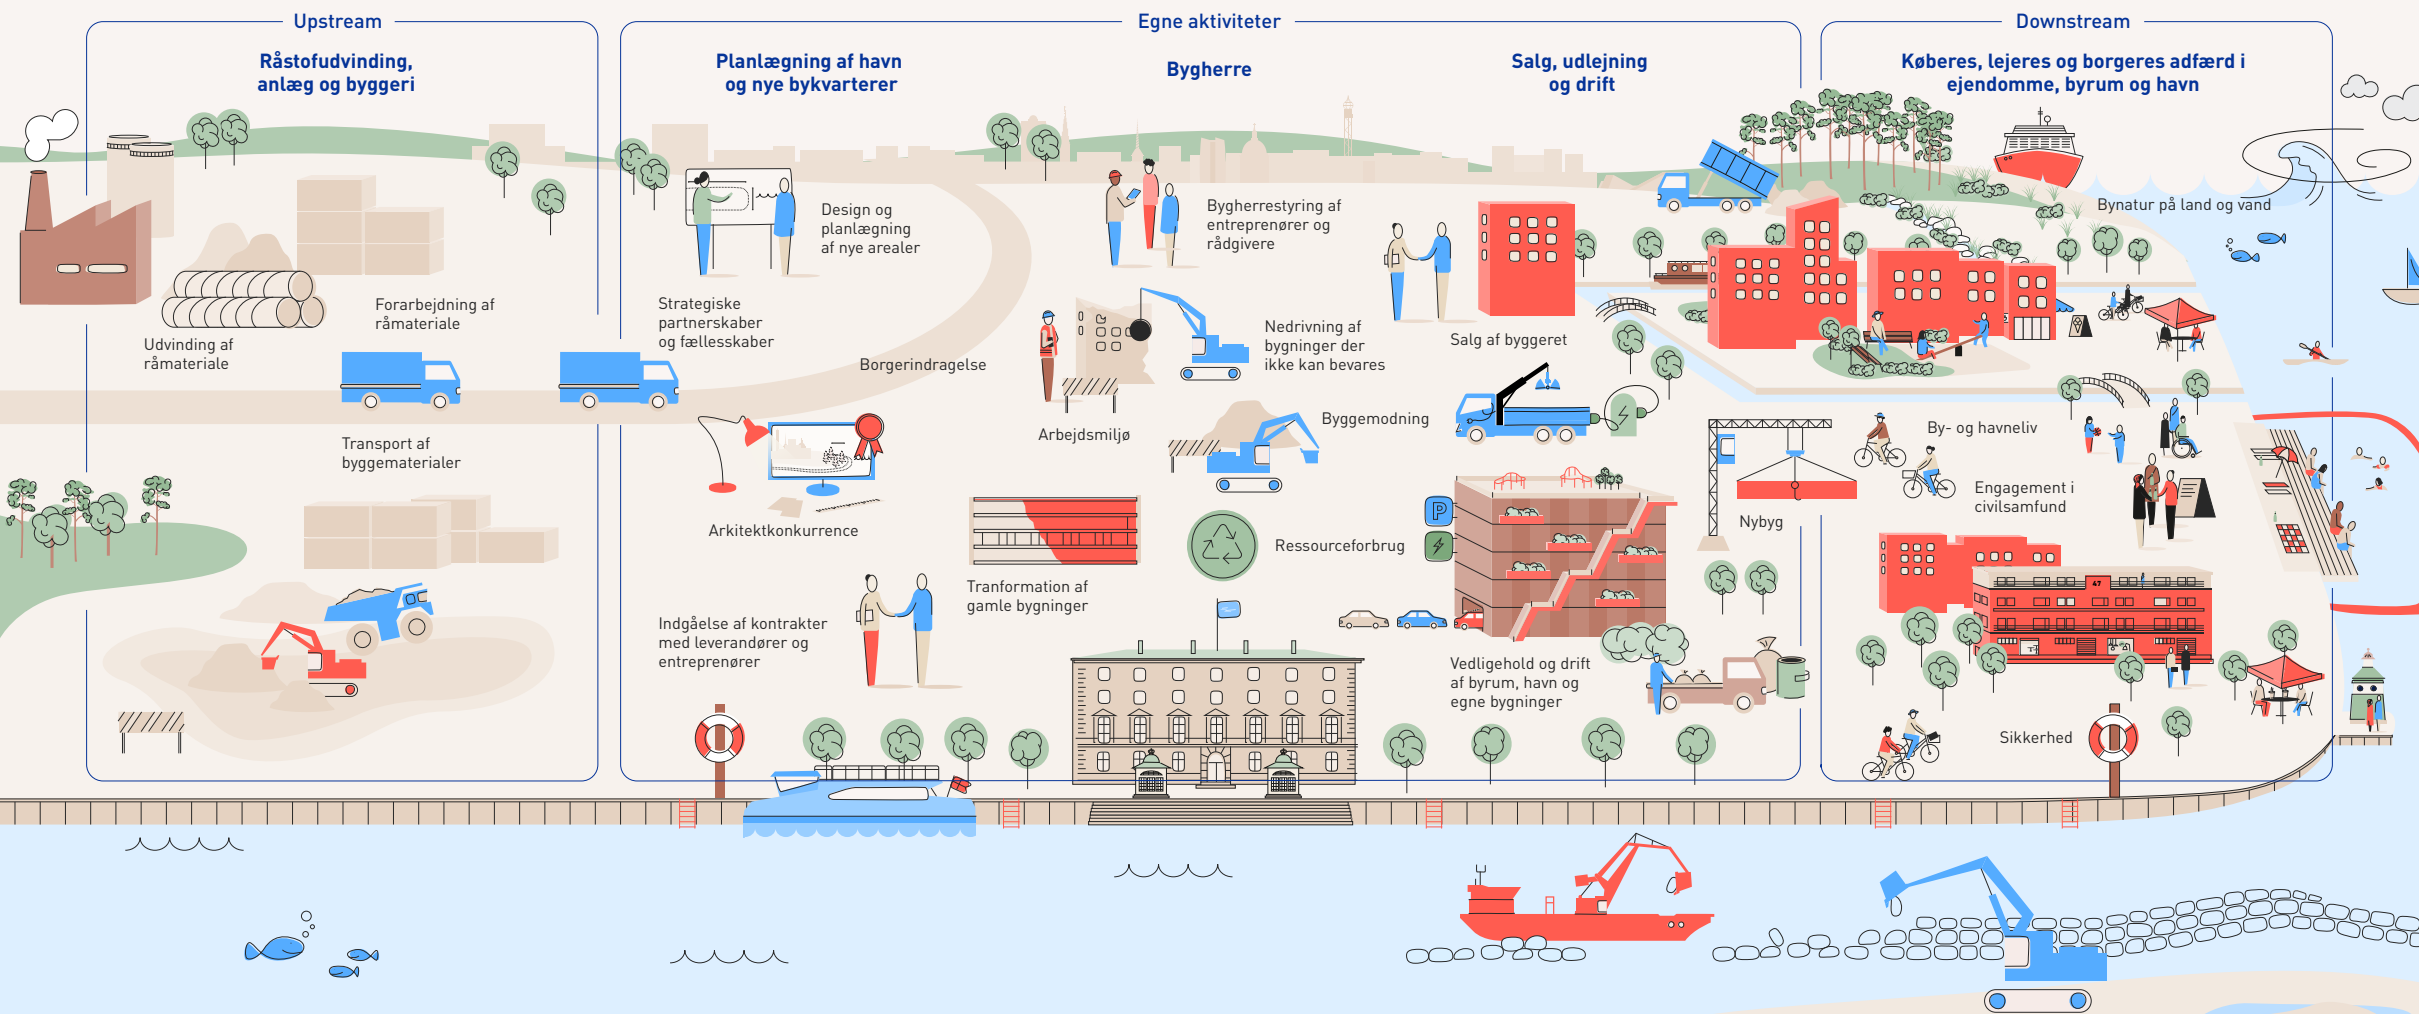 Upstream
Råstofudvinding,
anlæg og byggeri
Udvinding af
råmateriale
Forarbejdning af
råmateriale
Transport af
byggematerialer
Egne aktiviteter
Planlægning af havn
og nye bykvarterer
Design og
planlægning
af nye arealer
Strategiske
partnerskaber
og fællesskaber
Borgerindragelse
Arkitektkonkurrence
Indgåelse af kontrakter
med leverandører og
entreprenører
Bygherre
Bygherrestyring af
entreprenører og
rådgivere
Nedrivning af
bygninger der
ikke kan bevares
Arbejdsmiljø
Byggemodning
Tranformation af
gamle bygninger
Ressourceforbrug
Salg, udlejning
og drift
Salg af byggeret
P
Nybyg
Vedligehold og drift
af byrum, havn og
egne bygninger
Downstream
Køberes, lejeres og borgeres adfærd i
ejendomme, byrum og havn
Bynatur på land og vand
By- og havneliv
Engagement i
civilsamfund
47
Sikkerhed